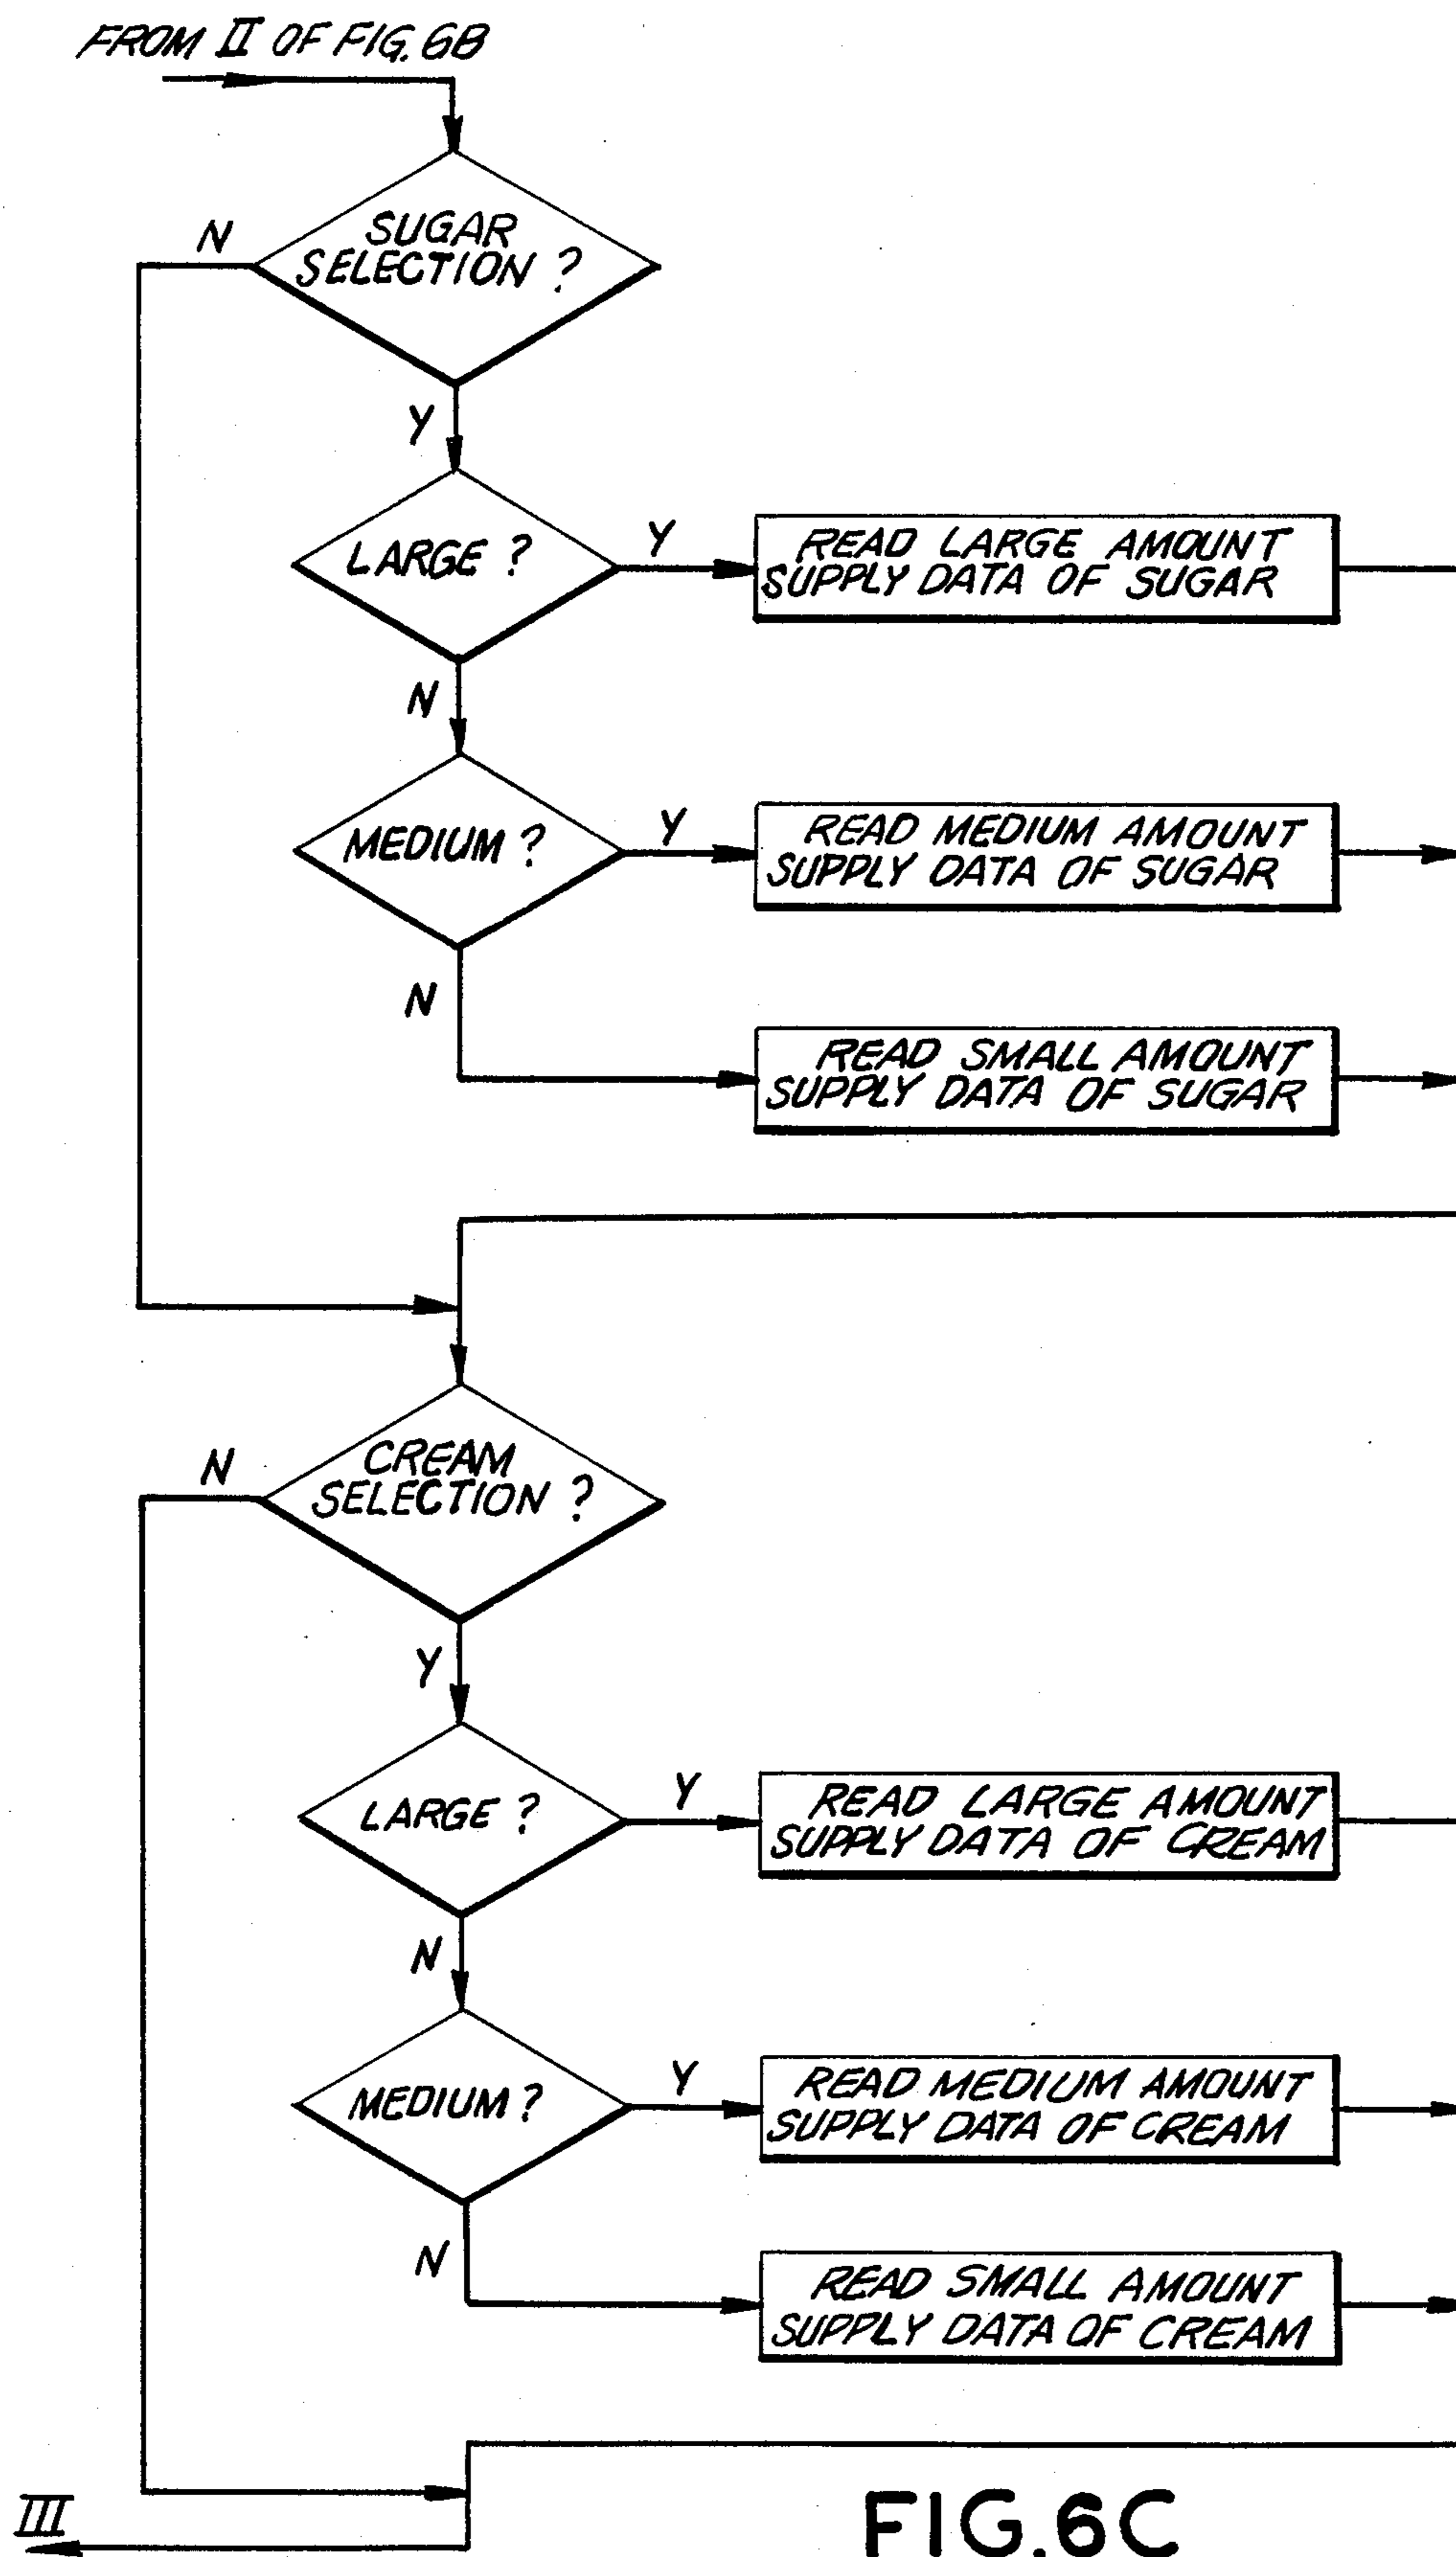 FROM II OF FIG. 6B
SUGAR
SELECTION ?
N
Y
LARGE ?
Y
READ LARGE AMOUNT
SUPPLY DATA OF SUGAR
N
MEDIUM ?
Y
READ MEDIUM AMOUNT
SUPPLY DATA OF SUGAR
N
READ SMALL AMOUNT
SUPPLY DATA OF SUGAR
CREAM
SELECTION ?
N
Y
LARGE ?
Y
READ LARGE AMOUNT
SUPPLY DATA OF CREAM
N
MEDIUM ?
Y
READ MEDIUM AMOUNT
SUPPLY DATA OF CREAM
N
READ SMALL AMOUNT
SUPPLY DATA OF CREAM
III
FIG.6C